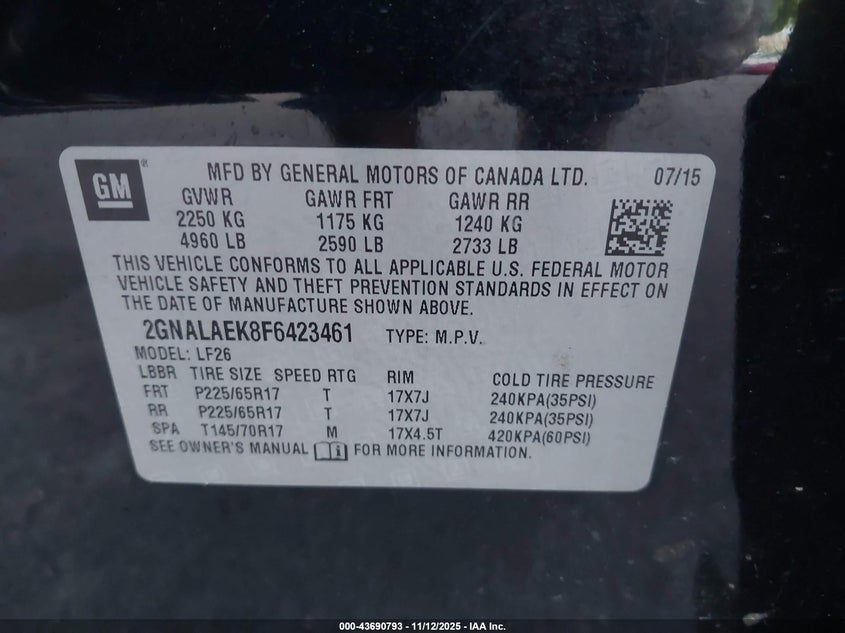 GM ® MFD BY GENERAL MOTORS OF CANADA LTD. 07/15
GVWR GAWR FRT GAWR RR
2250 KG 1175 KG 1240 KG
4960 LB 2590 LB 2733 LB
THIS VEHICLE CONFORMS TO ALL APPLICABLE U.S. FEDERAL MOTOR
VEHICLE SAFETY AND THEFT PREVENTION STANDARDS IN EFFECT ON
THE DATE OF MANUFACTURE SHOWN ABOVE.
2GNALAEK8F6423461 TYPE: M.P.V.
MODEL: LF26
LBBR TIRE SIZE SPEED RTG RIM COLD TIRE PRESSURE
FRT P225/65R17 T 17X7J 240KPA(35PSI)
RR P225/65R17 T 17X7J 240KPA(35PSI)
SPA T145/70R17 M 17X4.5T 420KPA(60PSI)
SEE OWNER'S MANUAL FOR MORE INFORMATION.
000-43690793 - 11/12/2025 - IAA Inc.